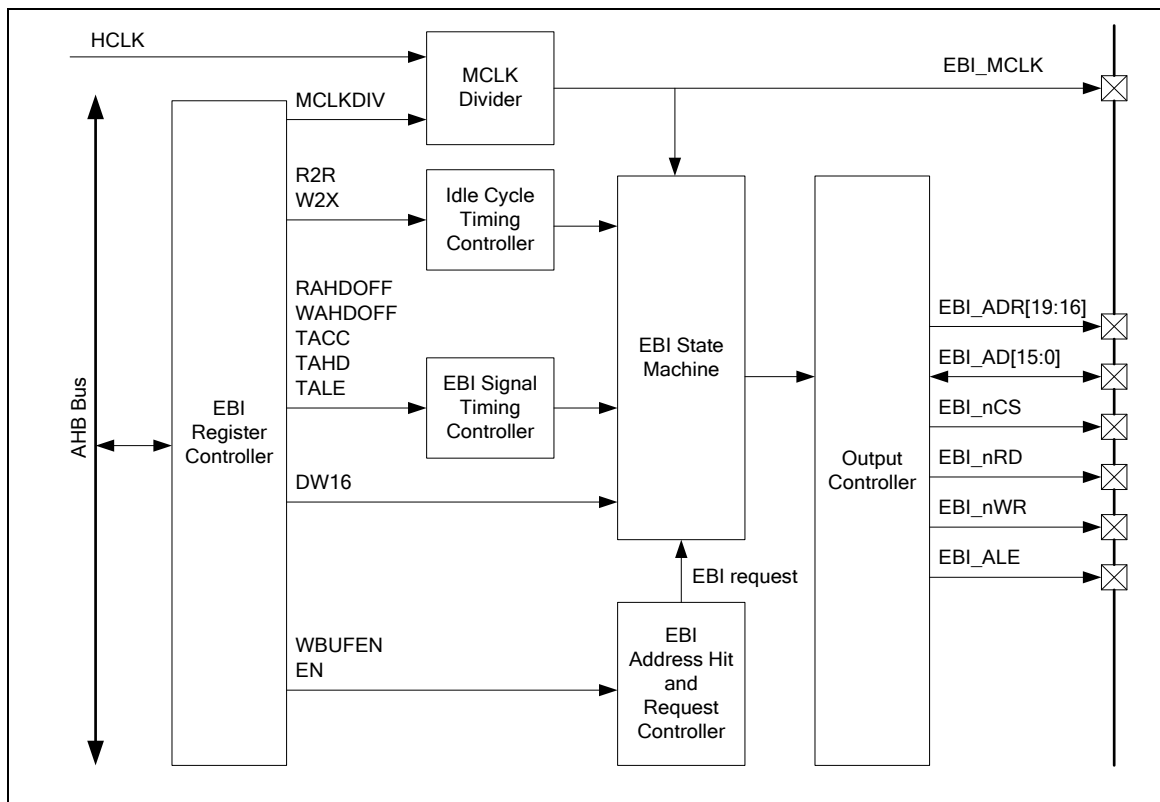 HCLK
MCLK
Divider
EBI_MCLK
MCLKDIV
R2R
W2X
Idle Cycle
Timing
Controller
RAHDOFF
WAHDOFF
TACC
TAHD
TALE
EBI Signal
Timing
Controller
EBI State
Machine
EBI_ADR[19:16]
EBI_AD[15:0]
EBI_nCS
EBI_nRD
EBI_nWR
EBI_ALE
AHB Bus
EBI
Register
Controller
Output
Controller
DW16
EBI request
WBUFEN
EN
EBI
Address Hit
and
Request
Controller